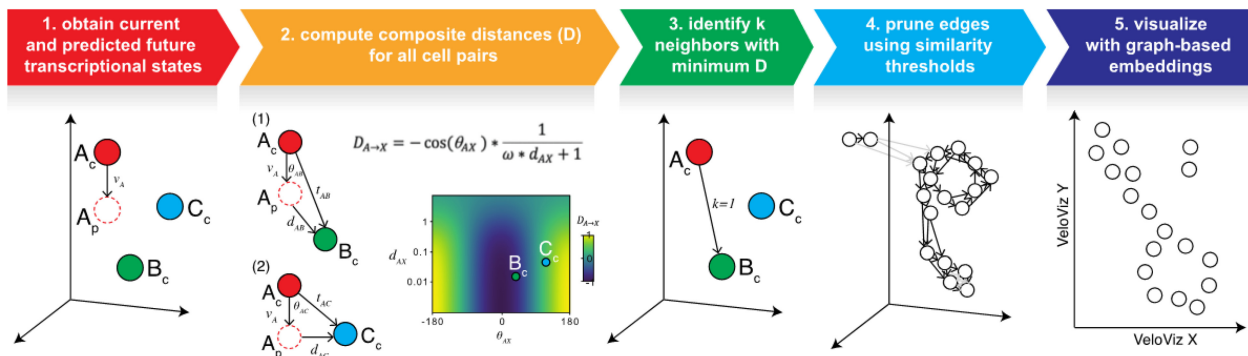 1. obtain current
and predicted future
transcriptional states
2. compute composite distances (D)
for all cell pairs
3. identify k
neighbors with
minimum D
4. prune edges
using similarity
thresholds
5. visualize
with graph-based
embeddings
A_c
v_A
A_p
C_c
B_c
(1)
A_c
v_A
θ_AB
t_AB
A_p
d_AB
B_c
(2)
A_c
v_A
θ_AC
t_AC
A_p
d_AC
C_c
D_{A→X} = −cos(θ_AX) * 1 / (ω * d_AX + 1)
d_AX
1
0.1
0.01
-180
0
180
θ_AX
B_c
C_c
D_{A→X}
1
0
-1
A_c
k=1
C_c
B_c
VeloViz Y
VeloViz X